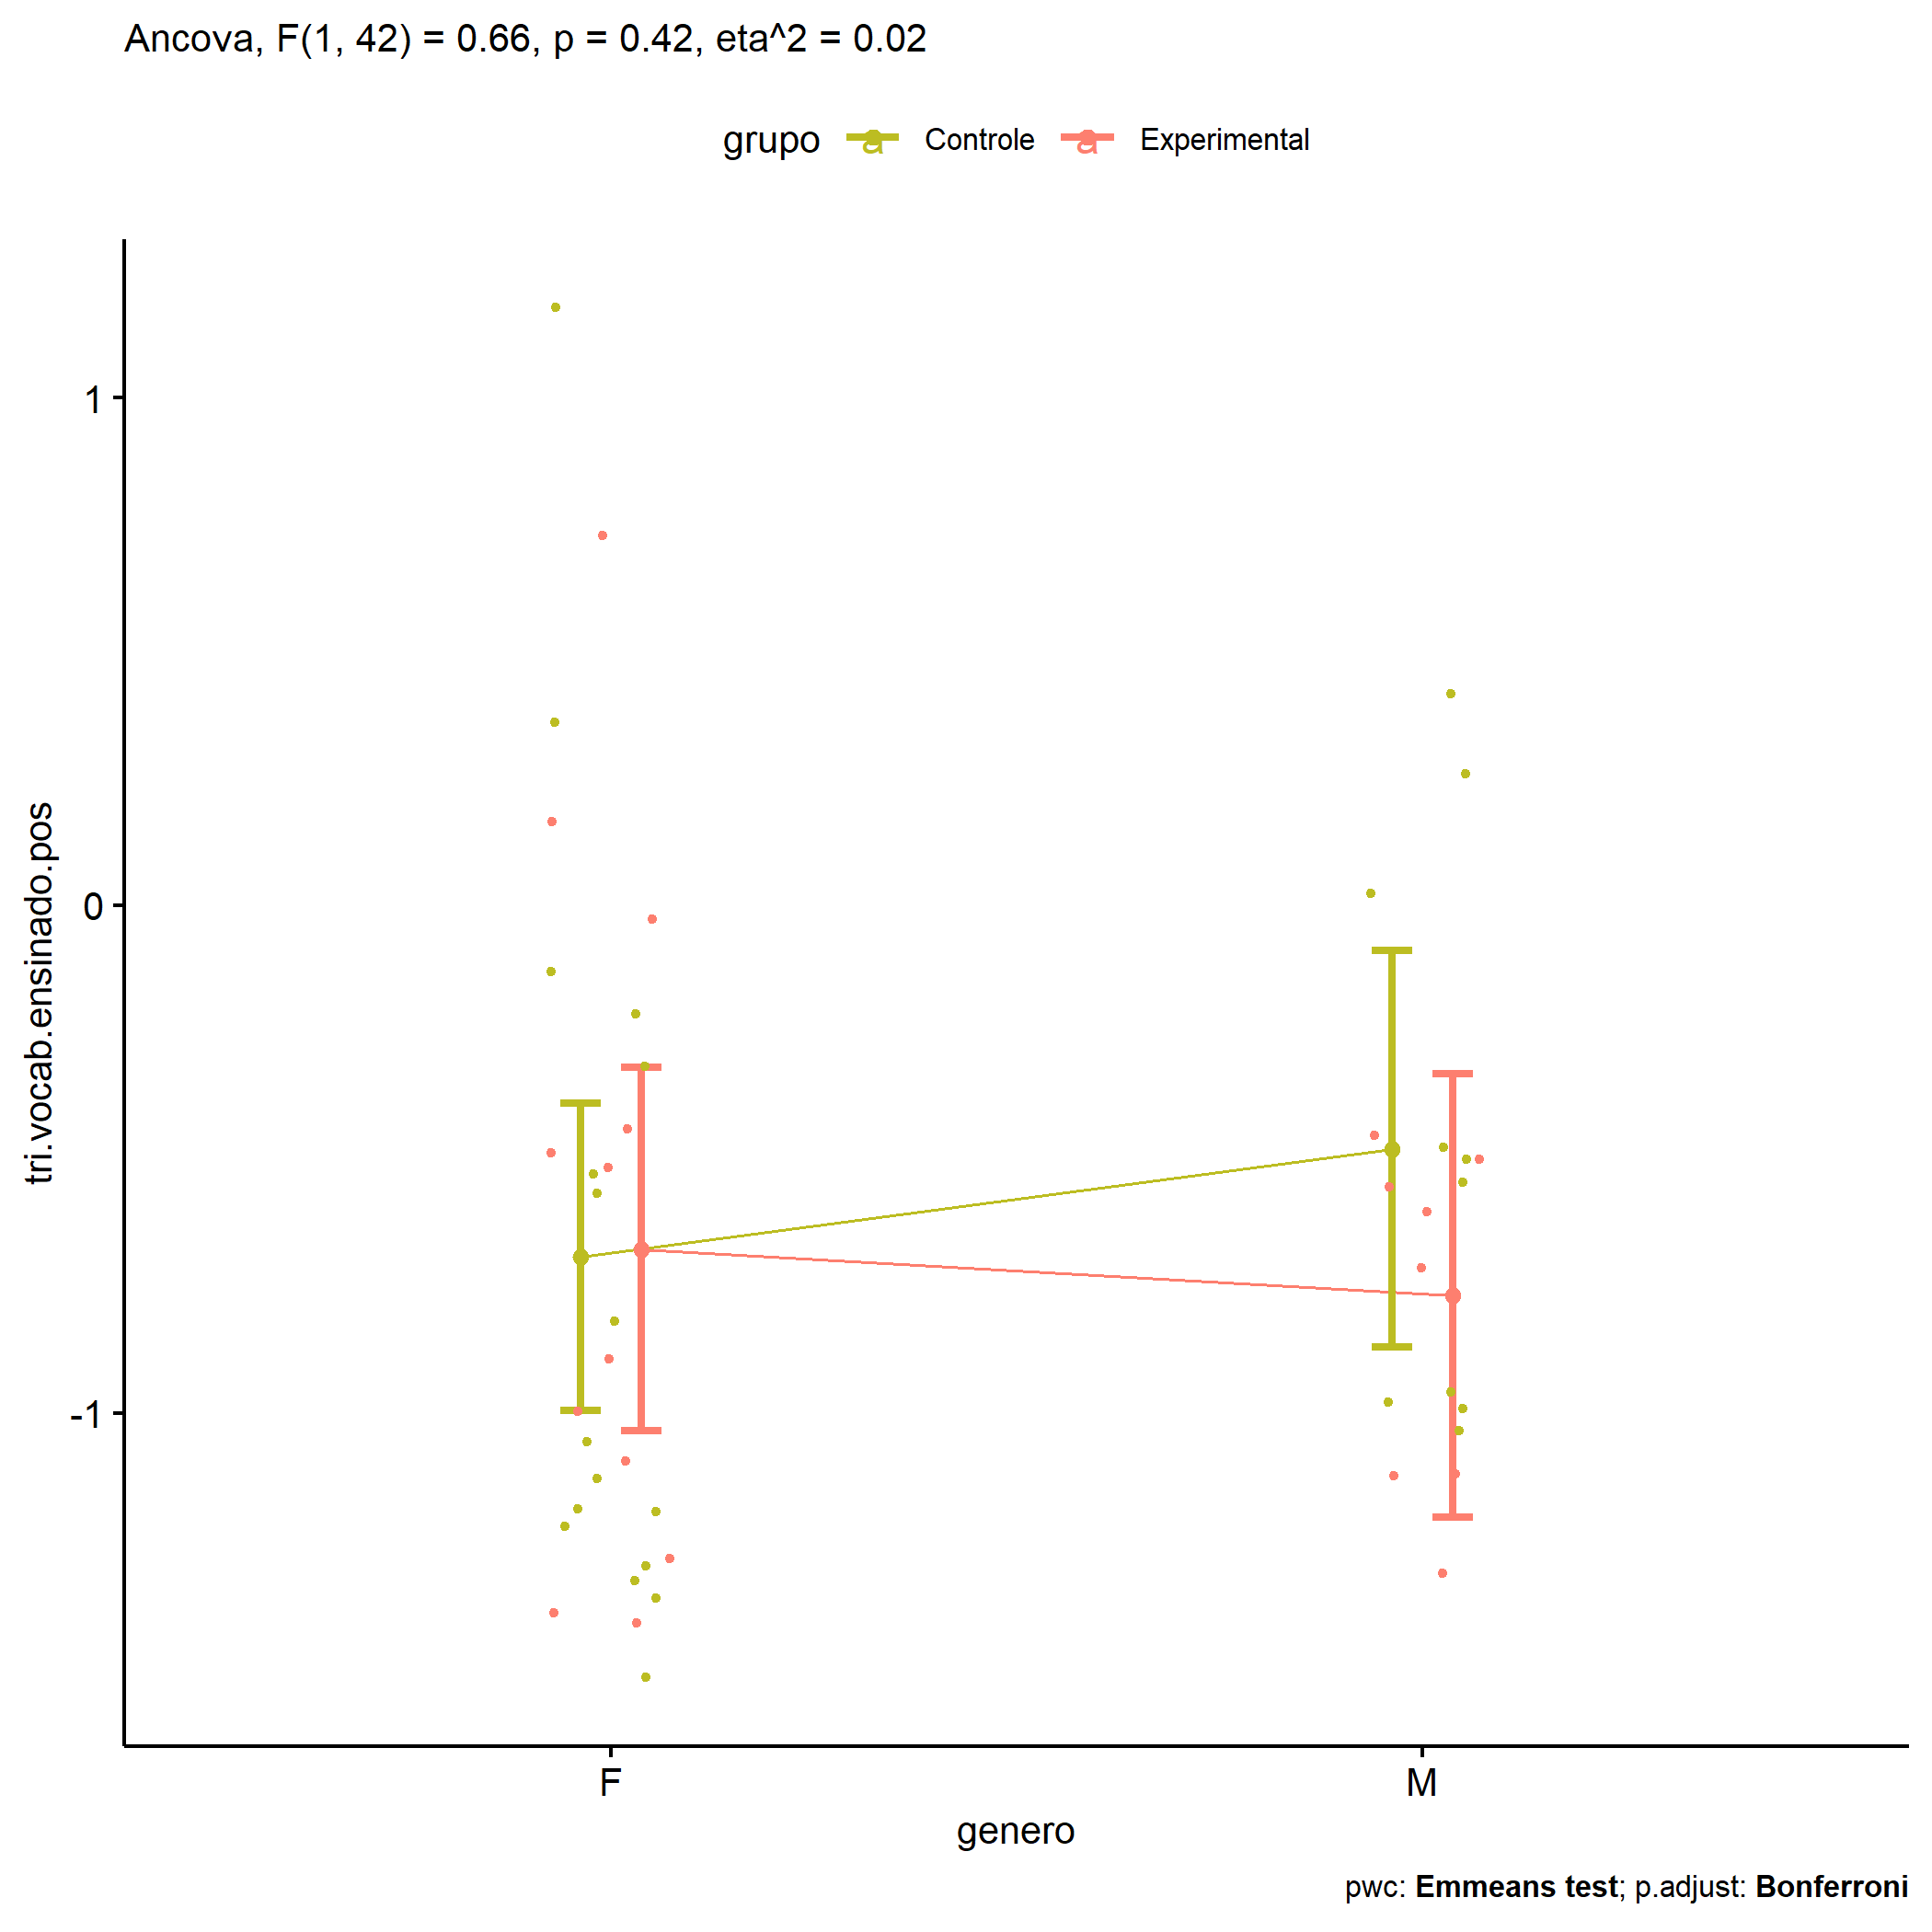 Ancova, F(1, 42) = 0.66, p = 0.42, eta^2 = 0.02
grupo a Controle a Experimental
1
0
-1
tri.vocab.ensinado.pos
F M
genero
pwc: Emmeans test; p.adjust: Bonferroni